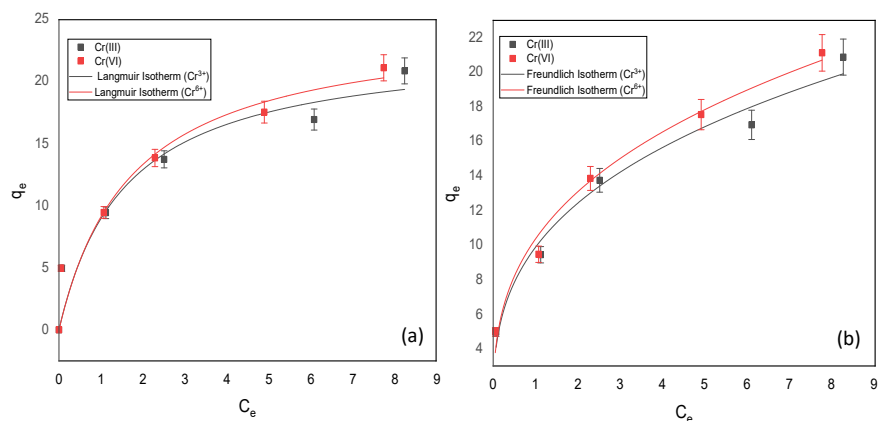 25
20
15
10
5
0
q_e
Cr(III)
Cr(VI)
Langmuir Isotherm (Cr³⁺)
Langmuir Isotherm (Cr⁶⁺)
(a)
0 1 2 3 4 5 6 7 8 9
C_e
22
20
18
16
14
12
10
8
6
4
q_e
Cr(III)
Cr(VI)
Freundlich Isotherm (Cr³⁺)
Freundlich Isotherm (Cr⁶⁺)
(b)
0 1 2 3 4 5 6 7 8 9
C_e